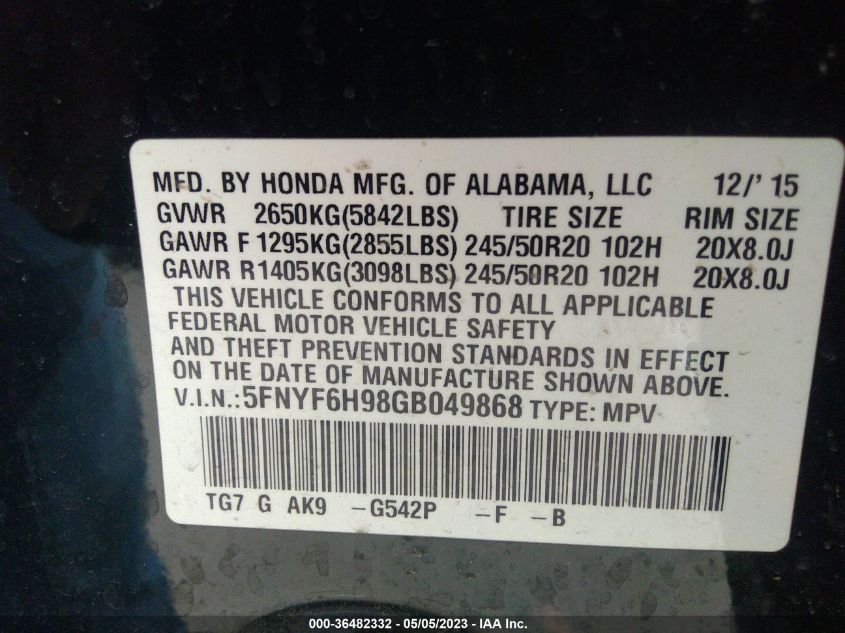 MFD. BY HONDA MFG. OF ALABAMA, LLC 12/' 15
GVWR 2650KG(5842LBS) TIRE SIZE RIM SIZE
GAWR F 1295KG(2855LBS) 245/50R20 102H 20X8.0J
GAWR R1405KG(3098LBS) 245/50R20 102H 20X8.0J
THIS VEHICLE CONFORMS TO ALL APPLICABLE
FEDERAL MOTOR VEHICLE SAFETY
AND THEFT PREVENTION STANDARDS IN EFFECT
ON THE DATE OF MANUFACTURE SHOWN ABOVE.
V.I.N.:5FNYF6H98GB049868 TYPE: MPV
TG7 G AK9 -G542P -F -B
000-36482332 - 05/05/2023 - IAA Inc.